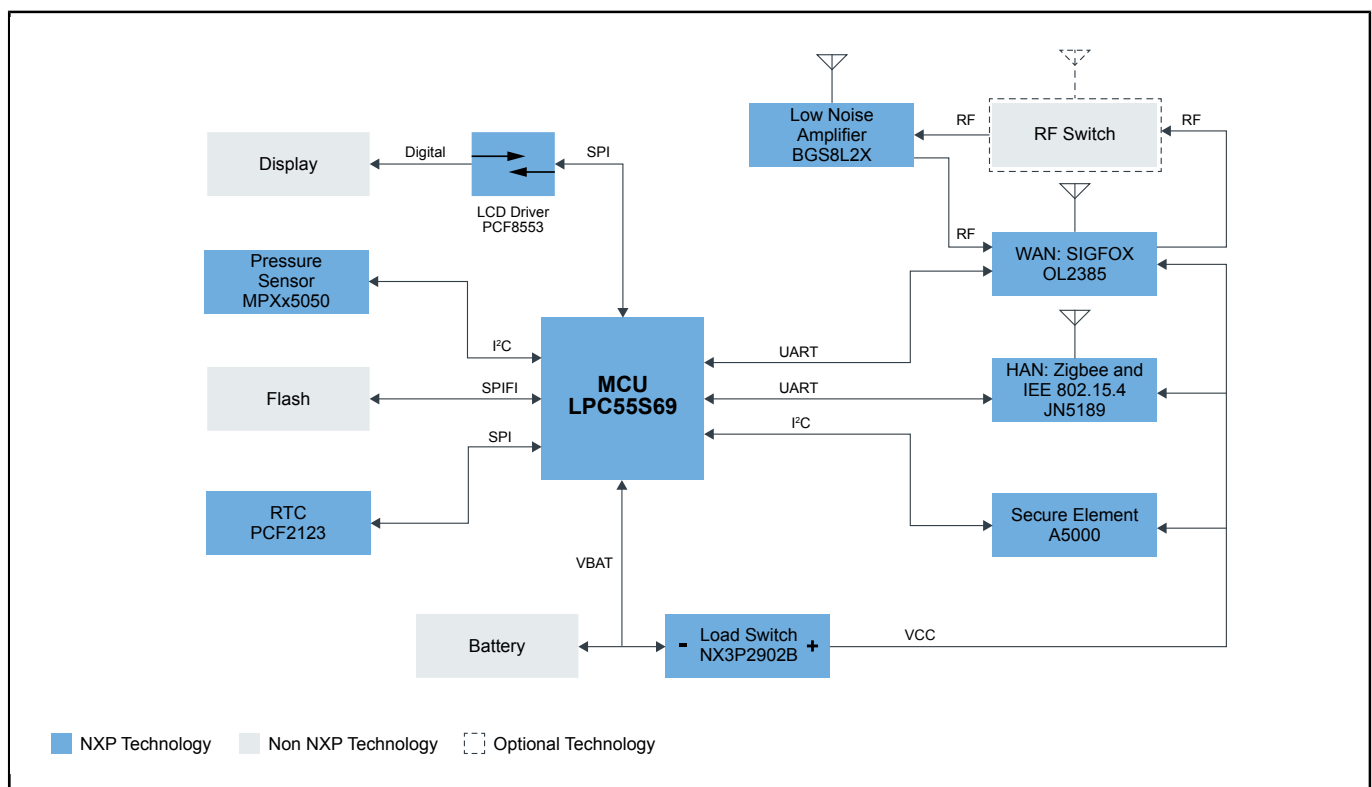 Low Noise
Amplifier
BGS8L2X
RF
RF Switch
RF
Display
Digital
SPI
LCD Driver
PCF8553
RF
WAN: SIGFOX
OL2385
Pressure
Sensor
MPXx5050
I²C
UART
MCU
LPC55S69
HAN: Zigbee and
IEE 802.15.4
JN5189
Flash
SPIFI
UART
SPI
I²C
RTC
PCF2123
Secure Element
A5000
VBAT
Battery
- Load Switch +
NX3P2902B
VCC
NXP Technology
Non NXP Technology
Optional Technology